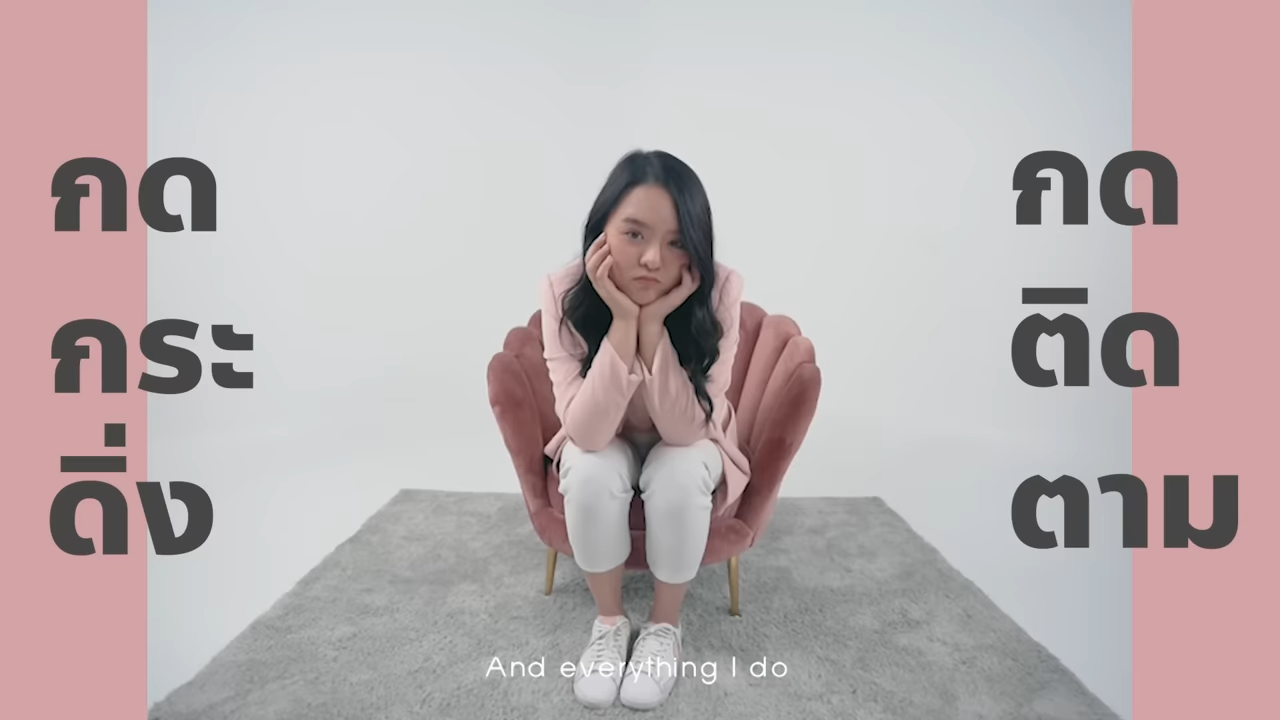 กด
กระ
ดิ่ง
กด
ติด
ตาม
And everything I do